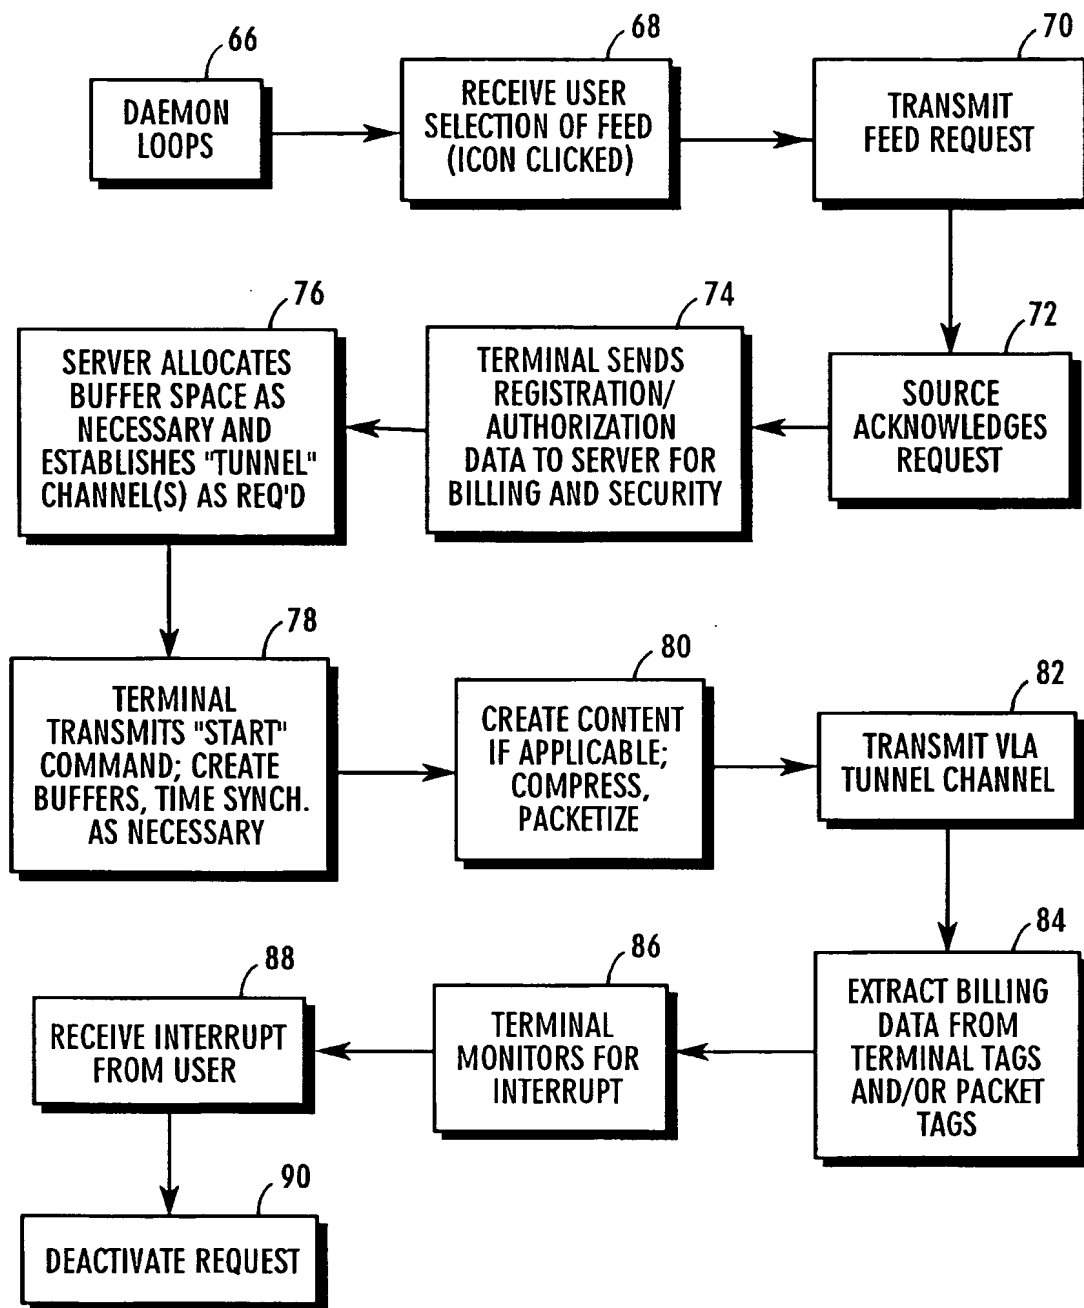 66
DAEMON
LOOPS
68
RECEIVE USER
SELECTION OF FEED
(ICON CLICKED)
70
TRANSMIT
FEED REQUEST
72
SOURCE
ACKNOWLEDGES
REQUEST
74
TERMINAL SENDS
REGISTRATION/
AUTHORIZATION
DATA TO SERVER FOR
BILLING AND SECURITY
76
SERVER ALLOCATES
BUFFER SPACE AS
NECESSARY AND
ESTABLISHES "TUNNEL"
CHANNEL(S) AS REQ'D
78
TERMINAL
TRANSMITS "START"
COMMAND; CREATE
BUFFERS, TIME SYNCH.
AS NECESSARY
80
CREATE CONTENT
IF APPLICABLE;
COMPRESS,
PACKETIZE
82
TRANSMIT VLA
TUNNEL CHANNEL
84
EXTRACT BILLING
DATA FROM
TERMINAL TAGS
AND/OR PACKET
TAGS
86
TERMINAL
MONITORS FOR
INTERRUPT
88
RECEIVE INTERRUPT
FROM USER
90
DEACTIVATE REQUEST